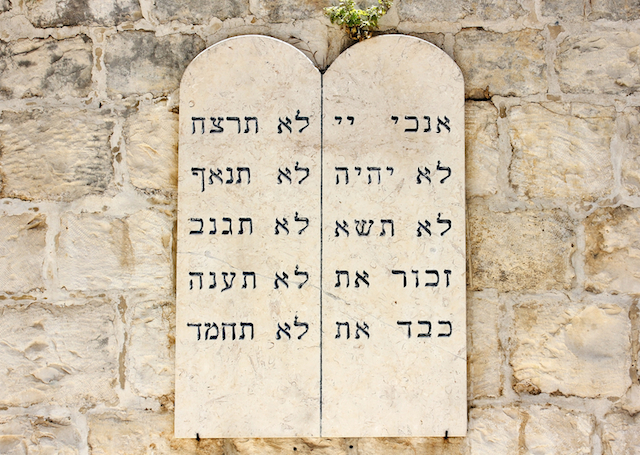 אנכי יי
לא יהיה
לא תשא
זכור את
כבד את
לא תרצח
לא תנאף
לא תגנב
לא תענה
לא תחמד